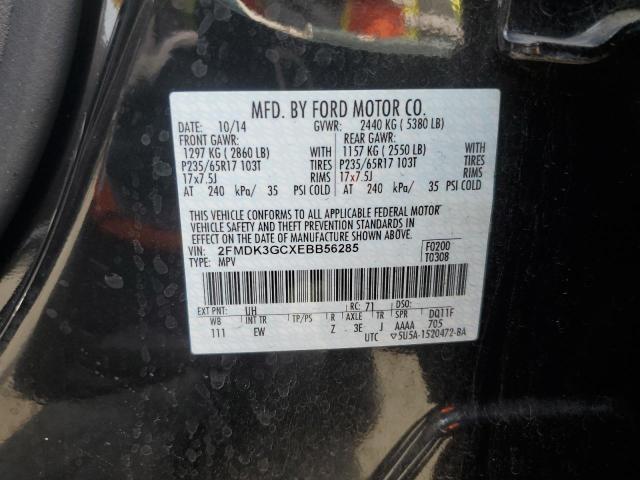 MFD. BY FORD MOTOR CO.
DATE: 10/14 GVWR: 2440 KG ( 5380 LB)
FRONT GAWR: REAR GAWR:
1297 KG ( 2860 LB) 1157 KG ( 2550 LB)
P235/65R17 103T TIRES P235/65R17 103T
17x7.5J RIMS 17x7.5J
AT 240 kPa/ 35 PSI COLD AT 240 kPa/ 35 PSI COLD
THIS VEHICLE CONFORMS TO ALL APPLICABLE FEDERAL MOTOR
VEHICLE SAFETY AND THEFT PREVENTION STANDARDS
IN EFFECT ON THE DATE OF MANUFACTURE SHOWN ABOVE.
VIN: 2FMDK3GCXEBB56285 F0200
TYPE: MPV T0308
EXT PNT: UH RC: 71 DSO:
WB INT TR TP/PS R AXLE TR SPR DQ11F
111 EW Z 3E J AAAA 705
UTC 5U5A-1520472-BA